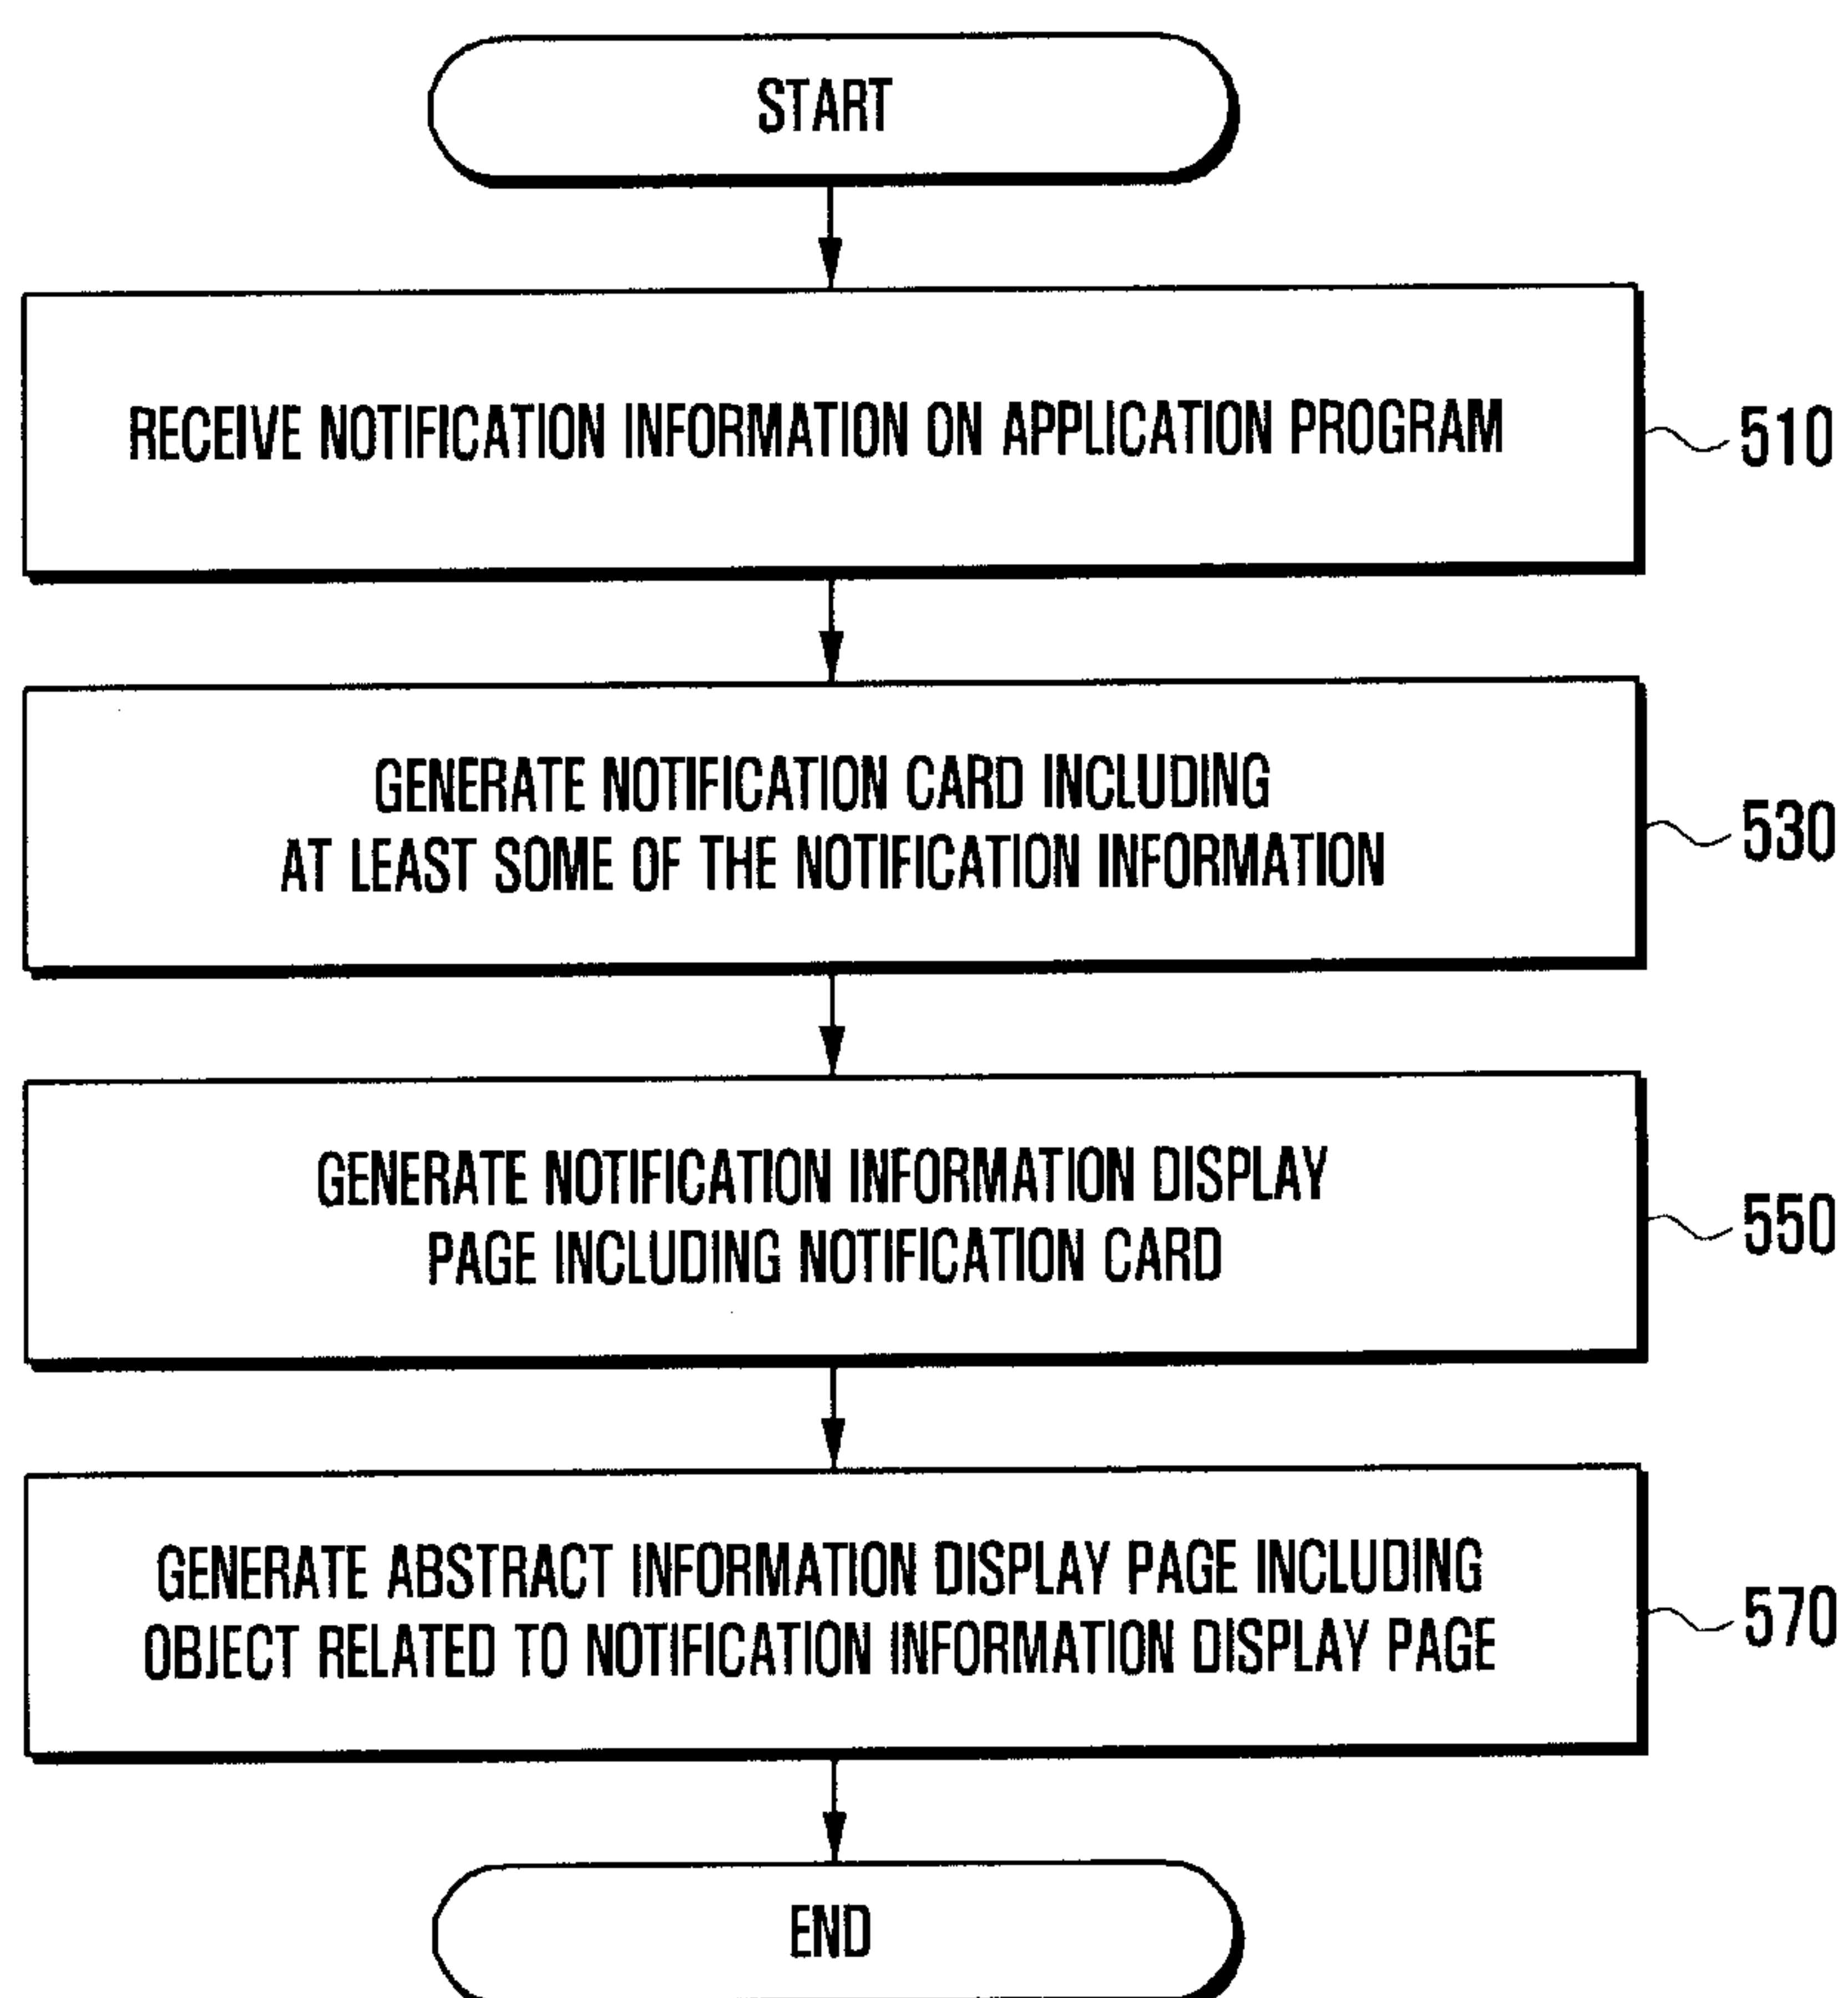 START
RECEIVE NOTIFICATION INFORMATION ON APPLICATION PROGRAM
510
GENERATE NOTIFICATION CARD INCLUDING
AT LEAST SOME OF THE NOTIFICATION INFORMATION
530
GENERATE NOTIFICATION INFORMATION DISPLAY
PAGE INCLUDING NOTIFICATION CARD
550
GENERATE ABSTRACT INFORMATION DISPLAY PAGE INCLUDING
OBJECT RELATED TO NOTIFICATION INFORMATION DISPLAY PAGE
570
END